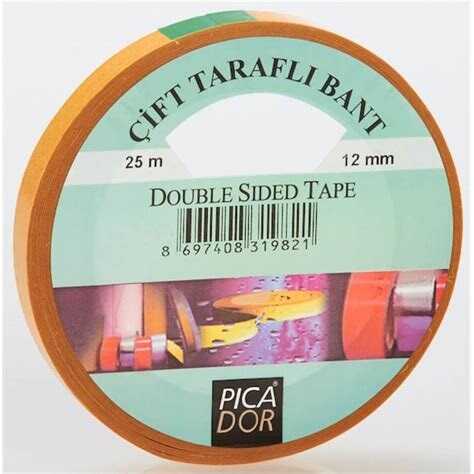 ÇİFT TARAFLI BANT
25 m
12 mm
DOUBLE SIDED TAPE
8 697408 319821
PICA
DOR